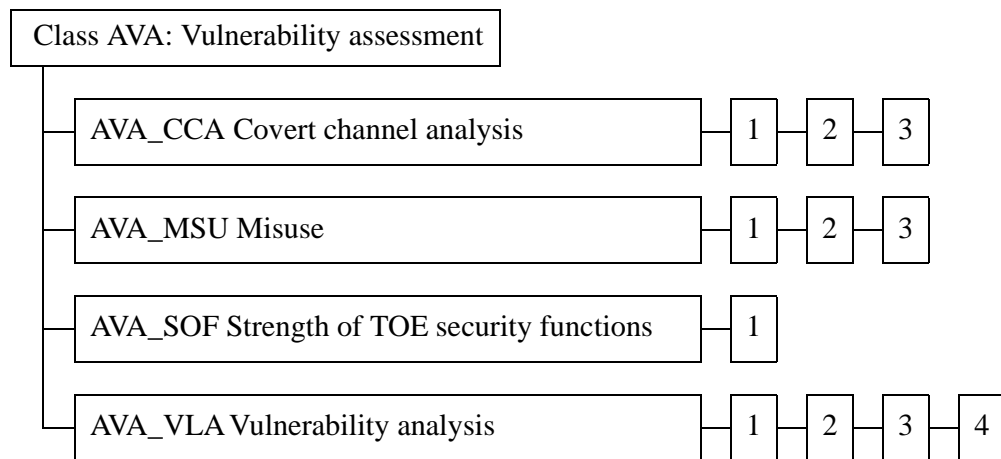 Class AVA: Vulnerability assessment
AVA_CCA Covert channel analysis 1 2 3
AVA_MSU Misuse 1 2 3
AVA_SOF Strength of TOE security functions 1
AVA_VLA Vulnerability analysis 1 2 3 4